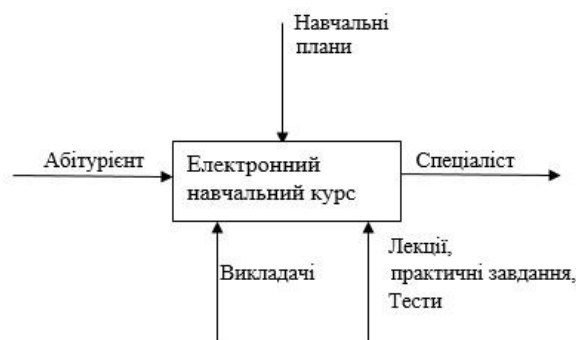 Навчальні
плани
Абітурієнт
Електронний
навчальний курс
Спеціаліст
Викладачі
Лекції,
практичні завдання,
Тести